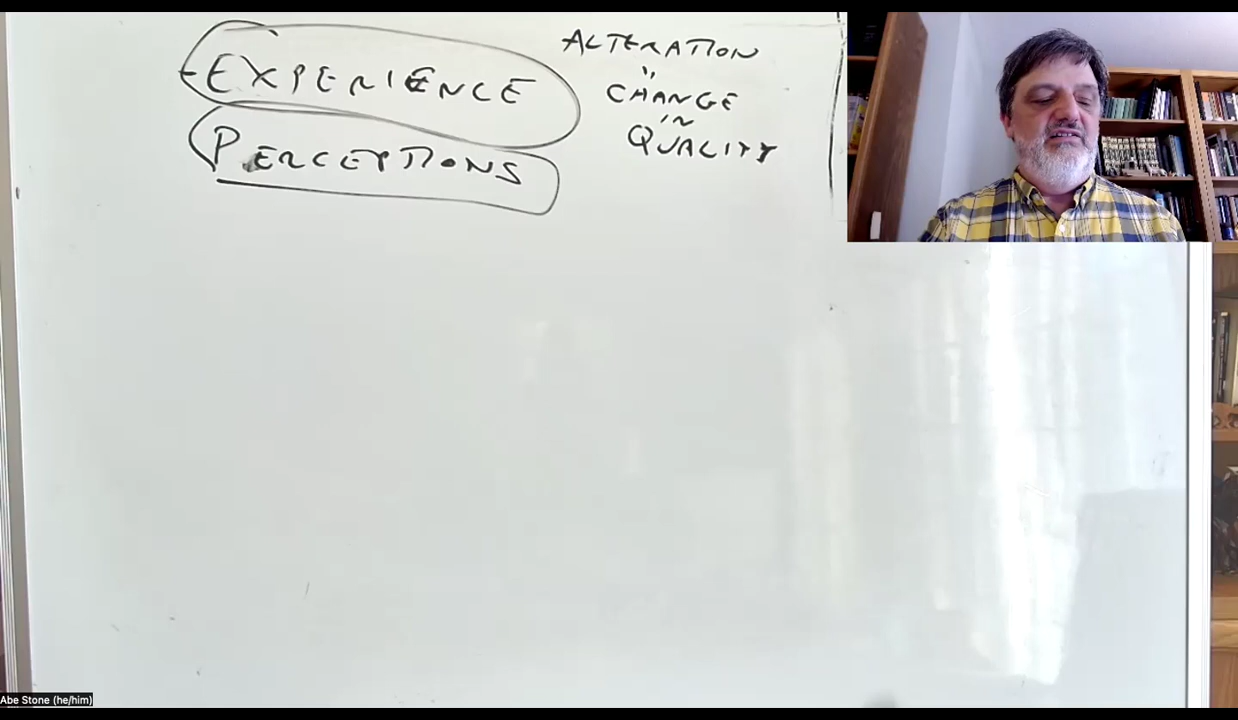 EXPERIENCE
PERCEPTIONS
ALTERATION
"
CHANGE
IN
QUALITY
Abe Stone (he/him)